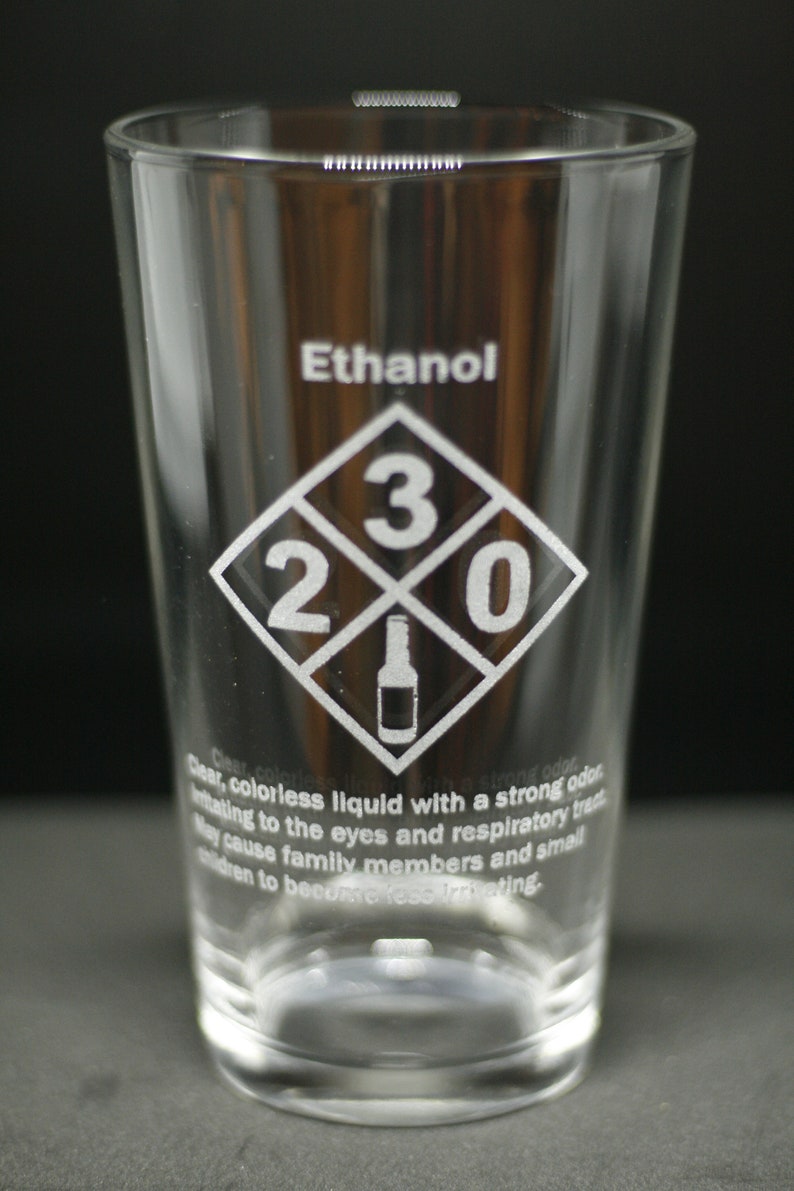 Ethanol
3
2 0
Clear, colorless liquid with a strong odor.
Irritating to the eyes and respiratory tract.
May cause family members and small
children to become less irritating.